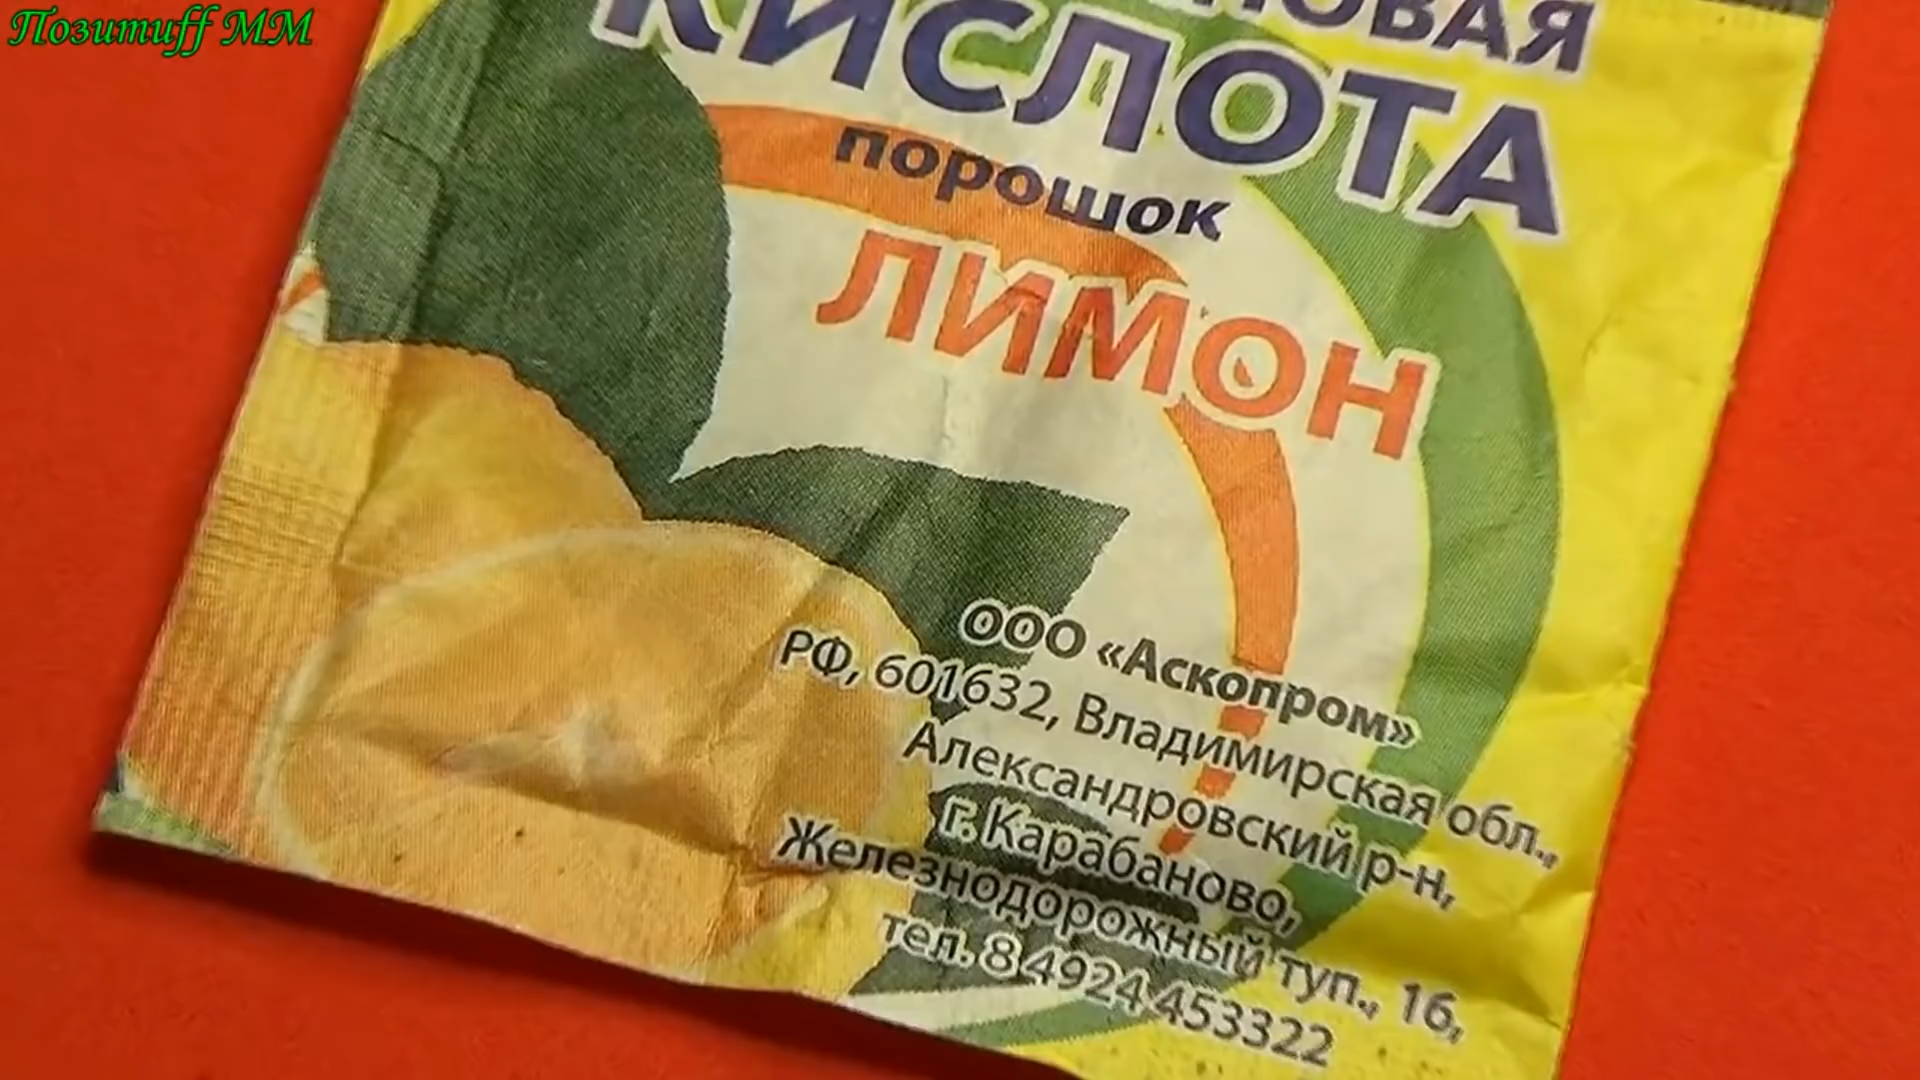 Позитиff ММ
КИСЛОТА
порошок
ЛИМОН
ООО «Аскопром»
РФ, 601632, Владимирская обл.,
Александровский р-н,
г. Карабаново,
Железнодорожный туп., 16,
тел. 8 4924 453322